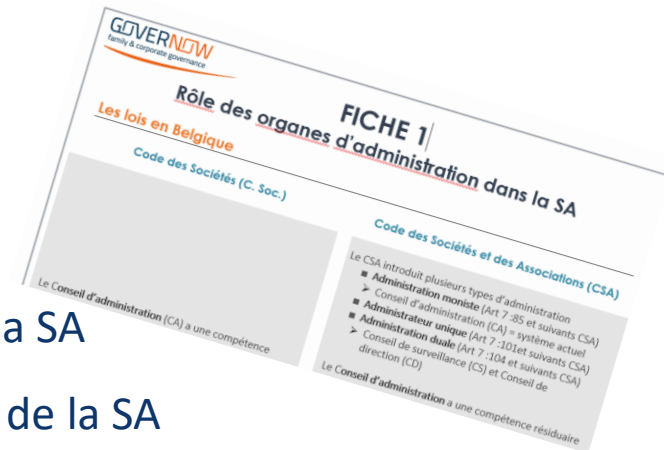 GOVERNOW
family & corporate governance
FICHE 1
Rôle des organes d'administration dans la SA
Les lois en Belgique
Code des Sociétés (C. Soc.)
Le Conseil d'administration (CA) a une compétence
Code des Sociétés et des Associations (CSA)
Le CSA introduit plusieurs types d'administration
■ Administration moniste (Art 7 :85 et suivants CSA)
➢ Conseil d'administration (CA) = système actuel
■ Administrateur unique (Art 7 :101et suivants CSA)
■ Administration duale (Art 7 :104 et suivants CSA)
➢ Conseil de surveillance (CS) et Conseil de
direction (CD)
Le Conseil d'administration a une compétence résiduaire
a SA
de la SA